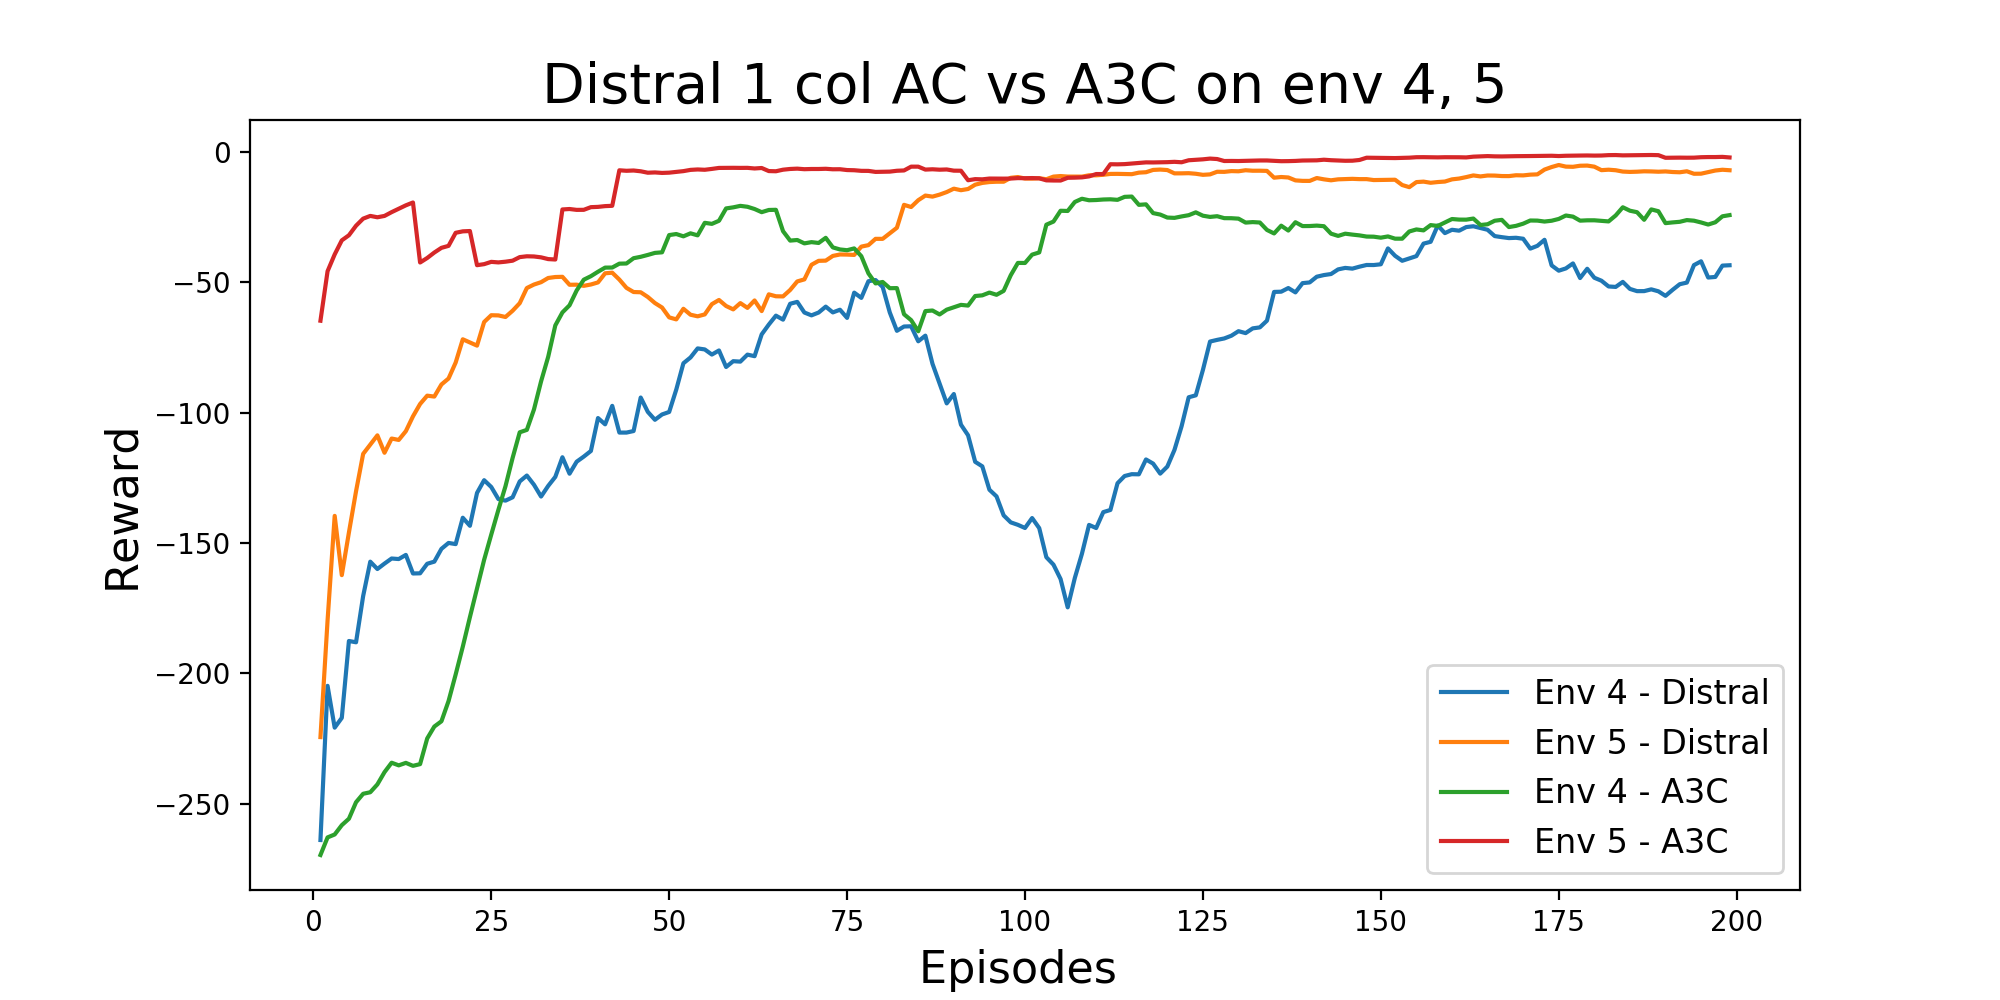 Distral 1 col AC vs A3C on env 4, 5
Reward
0
−50
−100
−150
−200
−250
0 25 50 75 100 125 150 175 200
Episodes
Env 4 - Distral
Env 5 - Distral
Env 4 - A3C
Env 5 - A3C